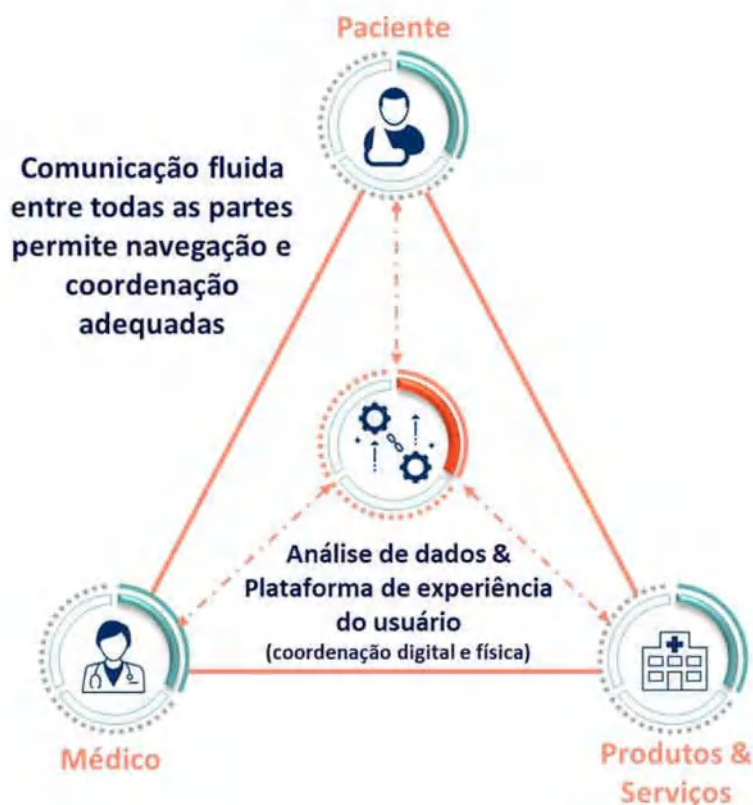 Paciente
Comunicação fluida
entre todas as partes
permite navegação e
coordenação
adequadas
Análise de dados &
Plataforma de experiência
do usuário
(coordenação digital e física)
Médico
Produtos &
Serviços